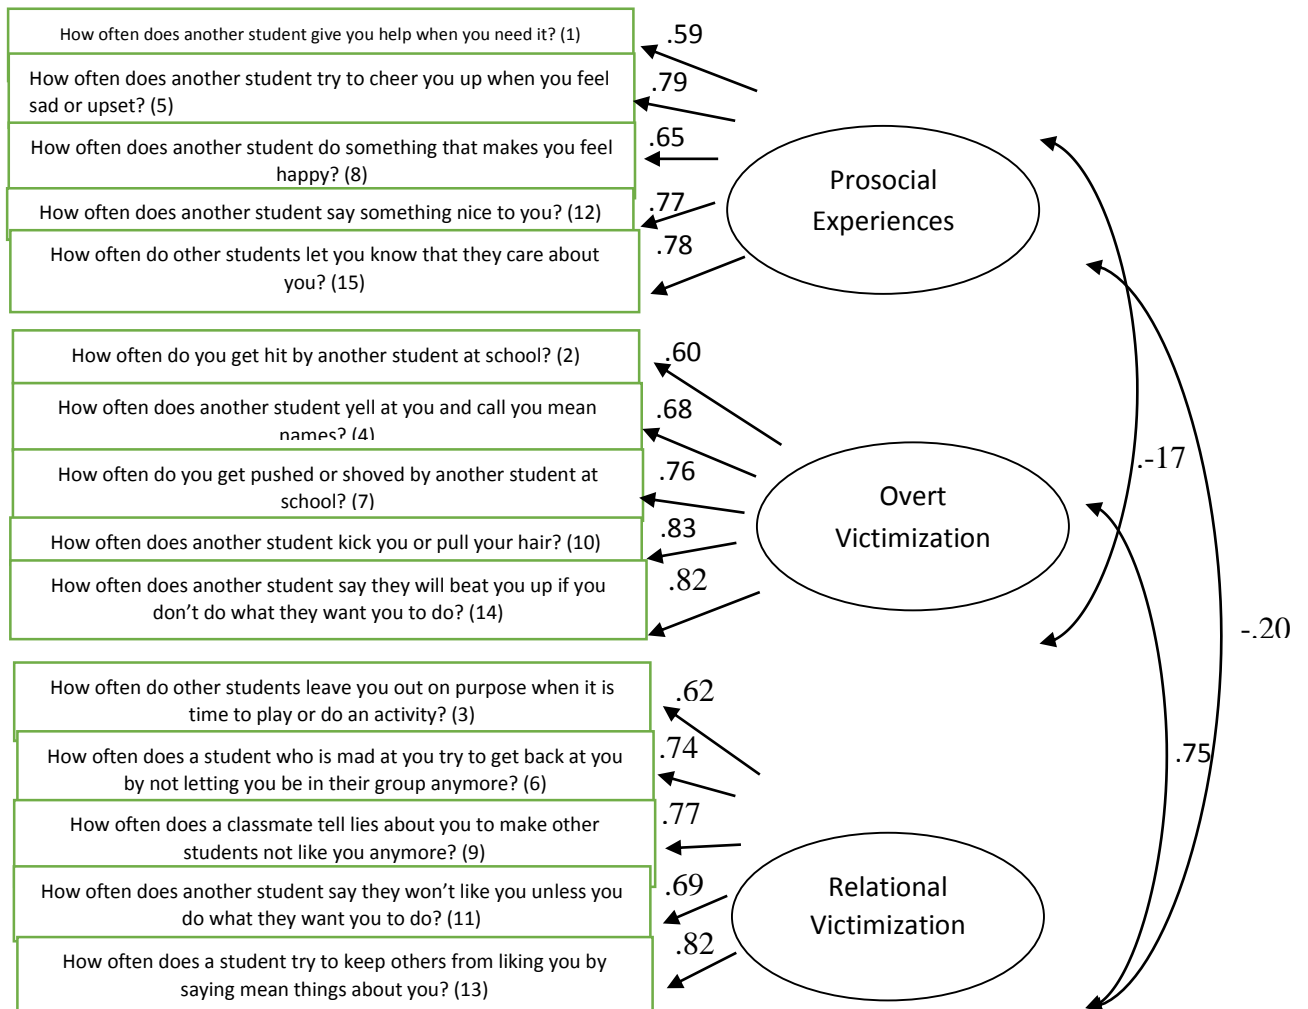 How often does another student give you help when you need it? (1)
.59
How often does another student try to cheer you up when you feel
sad or upset? (5)
.79
How often does another student do something that makes you feel
happy? (8)
.65
How often does another student say something nice to you? (12)
.77
How often do other students let you know that they care about
you? (15)
.78
Prosocial
Experiences
How often do you get hit by another student at school? (2)
.60
How often does another student yell at you and call you mean
names? (4)
.68
How often do you get pushed or shoved by another student at
school? (7)
.76
How often does another student kick you or pull your hair? (10)
.83
How often does another student say they will beat you up if you
don’t do what they want you to do? (14)
.82
Overt
Victimization
.-17
-.20
.75
How often do other students leave you out on purpose when it is
time to play or do an activity? (3)
.62
How often does a student who is mad at you try to get back at you
by not letting you be in their group anymore? (6)
.74
How often does a classmate tell lies about you to make other
students not like you anymore? (9)
.77
How often does another student say they won’t like you unless you
do what they want you to do? (11)
.69
How often does a student try to keep others from liking you by
saying mean things about you? (13)
.82
Relational
Victimization